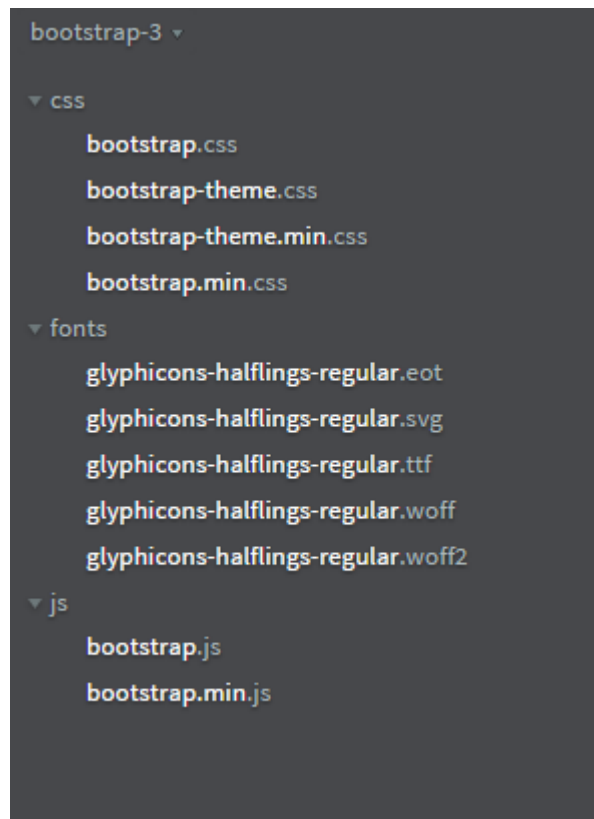 bootstrap-3
css
bootstrap.css
bootstrap-theme.css
bootstrap-theme.min.css
bootstrap.min.css
fonts
glyphicons-halflings-regular.eot
glyphicons-halflings-regular.svg
glyphicons-halflings-regular.ttf
glyphicons-halflings-regular.woff
glyphicons-halflings-regular.woff2
js
bootstrap.js
bootstrap.min.js